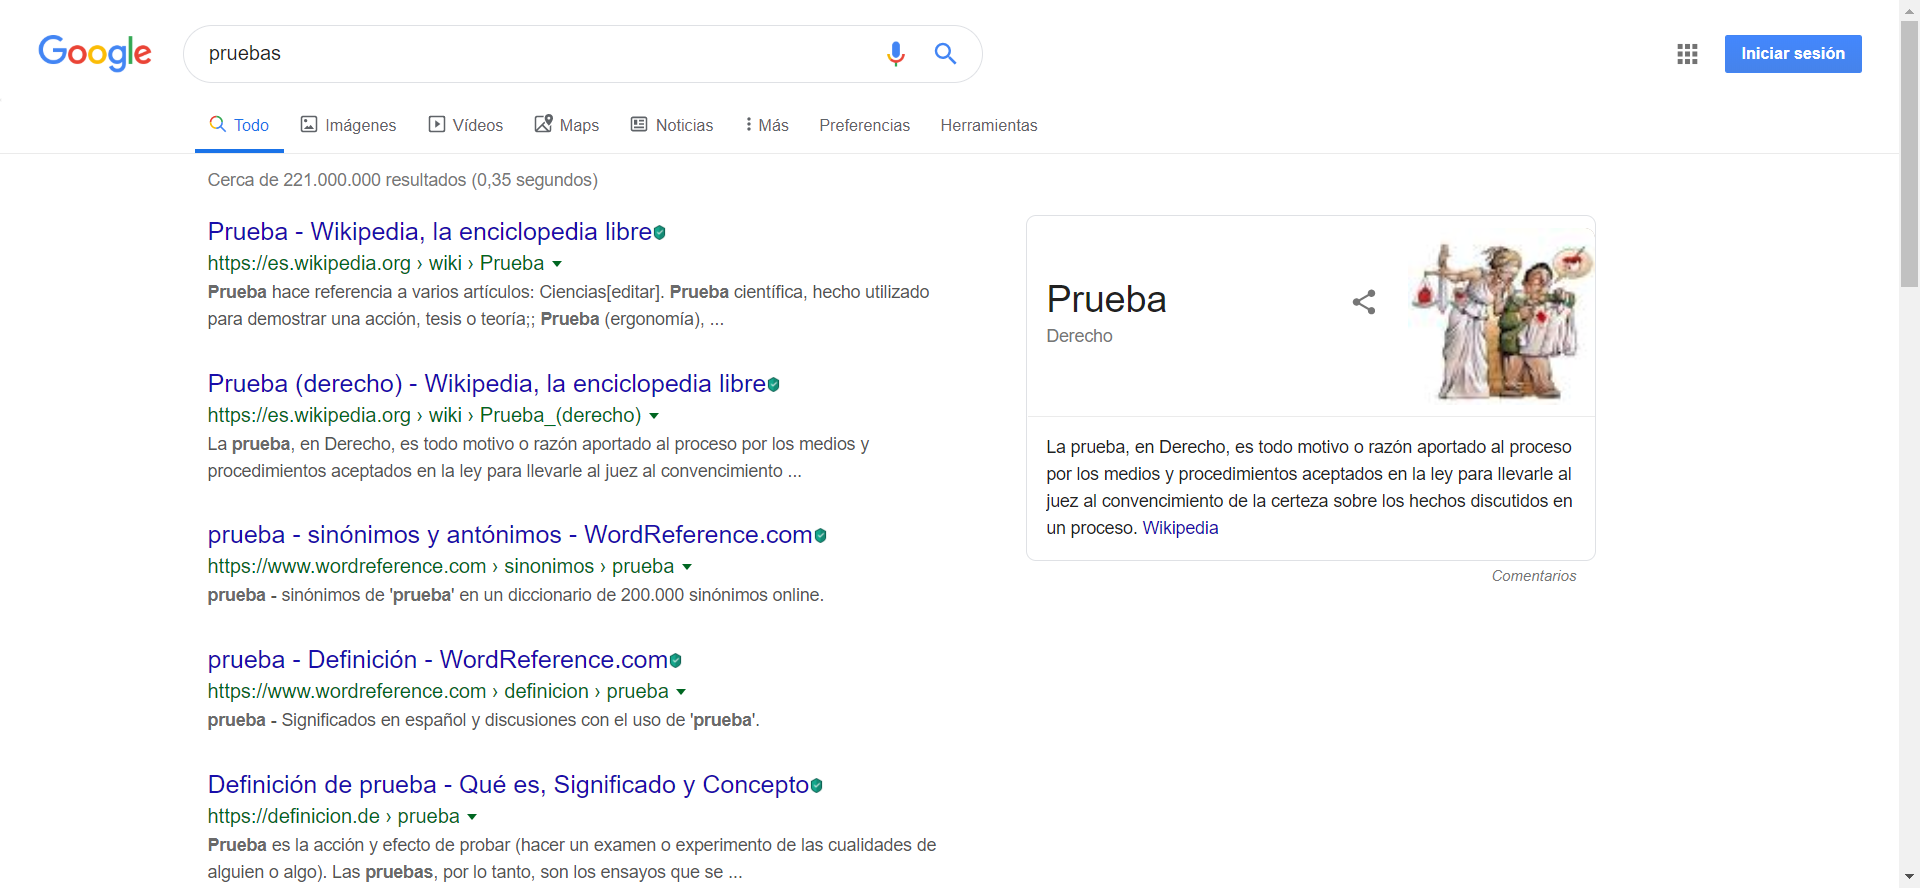 Google
pruebas
Iniciar sesión
Todo
Imágenes
Vídeos
Maps
Noticias
Más
Preferencias
Herramientas
Cerca de 221.000.000 resultados (0,35 segundos)
Prueba - Wikipedia, la enciclopedia libre
https://es.wikipedia.org › wiki › Prueba
Prueba hace referencia a varios artículos: Ciencias[editar]. Prueba científica, hecho utilizado
para demostrar una acción, tesis o teoría;; Prueba (ergonomía), ...
Prueba (derecho) - Wikipedia, la enciclopedia libre
https://es.wikipedia.org › wiki › Prueba_(derecho)
La prueba, en Derecho, es todo motivo o razón aportado al proceso por los medios y
procedimientos aceptados en la ley para llevarle al juez al convencimiento ...
prueba - sinónimos y antónimos - WordReference.com
https://www.wordreference.com › sinonimos › prueba
prueba - sinónimos de 'prueba' en un diccionario de 200.000 sinónimos online.
prueba - Definición - WordReference.com
https://www.wordreference.com › definicion › prueba
prueba - Significados en español y discusiones con el uso de 'prueba'.
Definición de prueba - Qué es, Significado y Concepto
https://definicion.de › prueba
Prueba es la acción y efecto de probar (hacer un examen o experimento de las cualidades de
alguien o algo). Las pruebas, por lo tanto, son los ensayos que se ...
Prueba
Derecho
La prueba, en Derecho, es todo motivo o razón aportado al proceso
por los medios y procedimientos aceptados en la ley para llevarle al
juez al convencimiento de la certeza sobre los hechos discutidos en
un proceso. Wikipedia
Comentarios